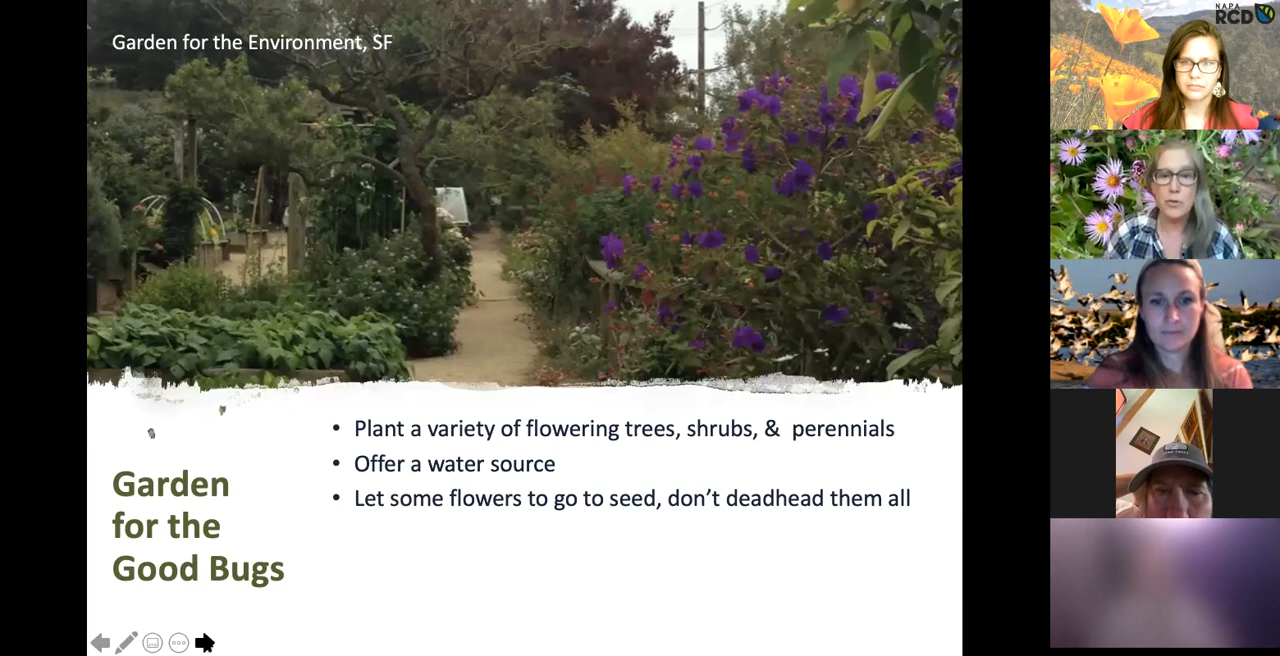 Garden for the Environment, SF
NAPA
RCD
• Plant a variety of flowering trees, shrubs, & perennials
• Offer a water source
• Let some flowers to go to seed, don't deadhead them all
Garden
for the
Good Bugs